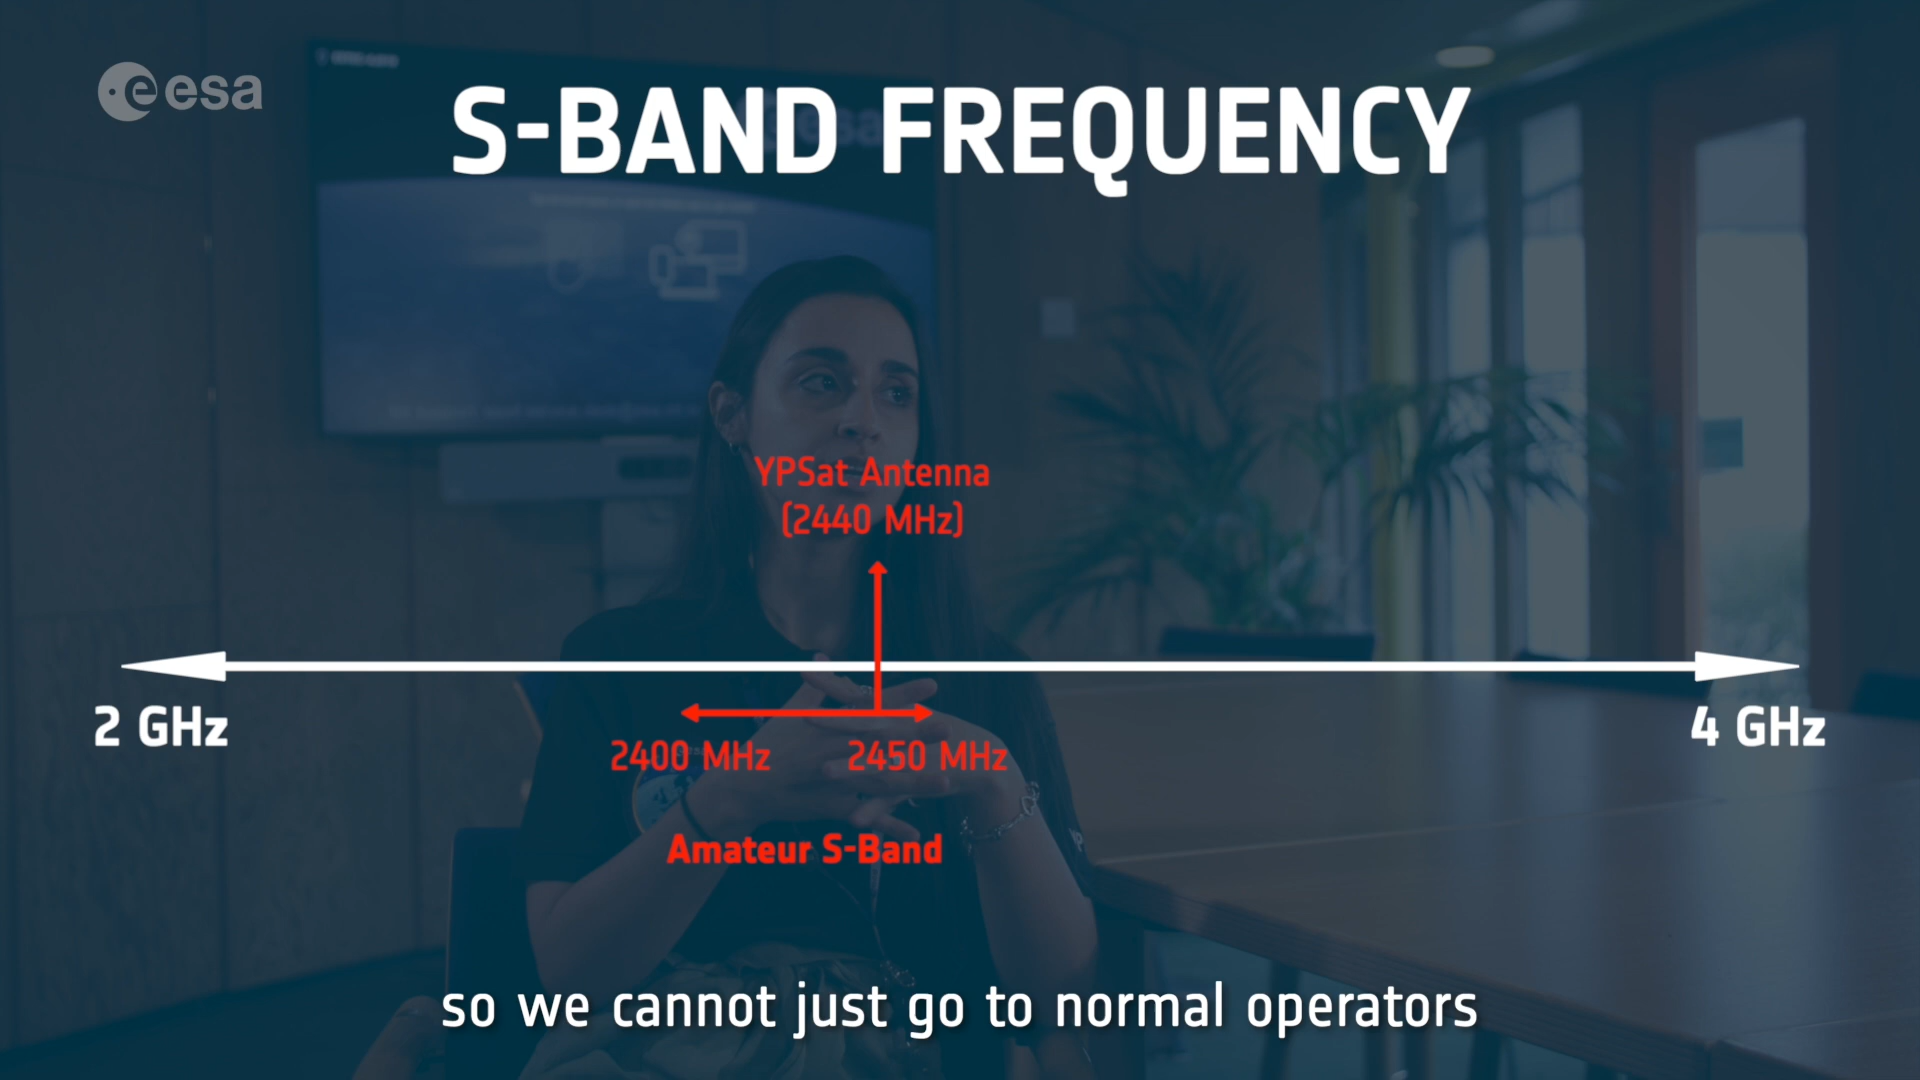 esa
S-BAND FREQUENCY
YPSat Antenna
(2440 MHz)
2 GHz
4 GHz
2400 MHz
2450 MHz
Amateur S-Band
so we cannot just go to normal operators